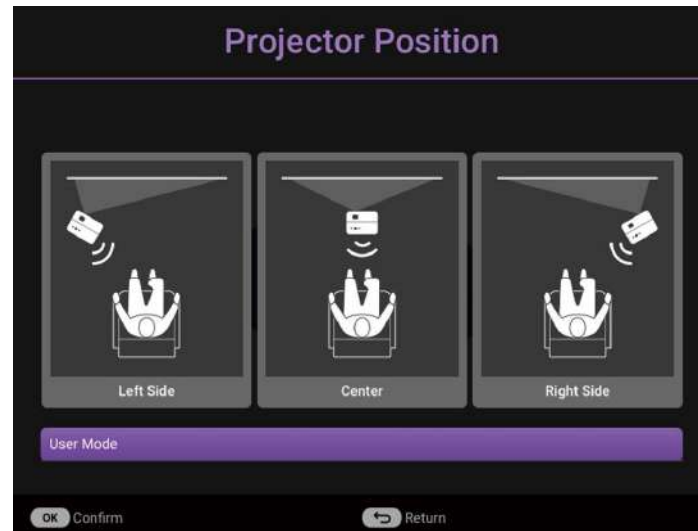 Projector Position
Left Side
Center
Right Side
User Mode
OK Confirm
Return